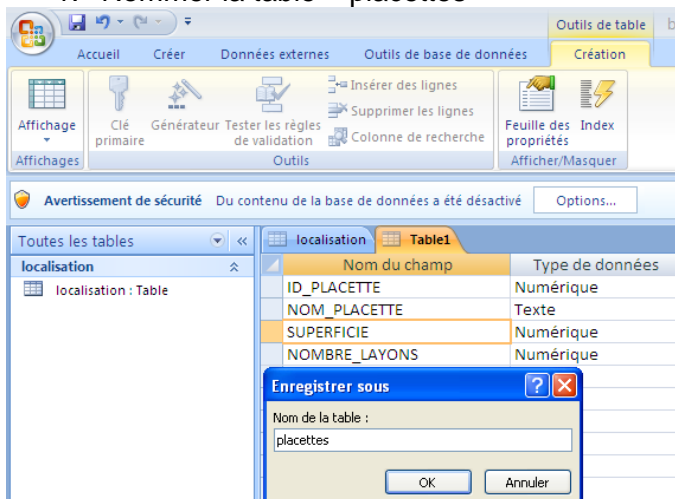 Nommer la table « placettes »
Outils de table
Accueil Créer Données externes Outils de base de données Création
Affichage
Clé primaire
Générateur
Tester les règles de validation
Insérer des lignes
Supprimer les lignes
Colonne de recherche
Feuille des propriétés
Index
Affichages Outils Afficher/Masquer
Avertissement de sécurité Du contenu de la base de données a été désactivé Options...
Toutes les tables
localisation Table1
localisation
localisation : Table
Nom du champ Type de données
ID_PLACETTE Numérique
NOM_PLACETTE Texte
SUPERFICIE Numérique
NOMBRE_LAYONS Numérique
Enregistrer sous
Nom de la table :
placettes
OK Annuler